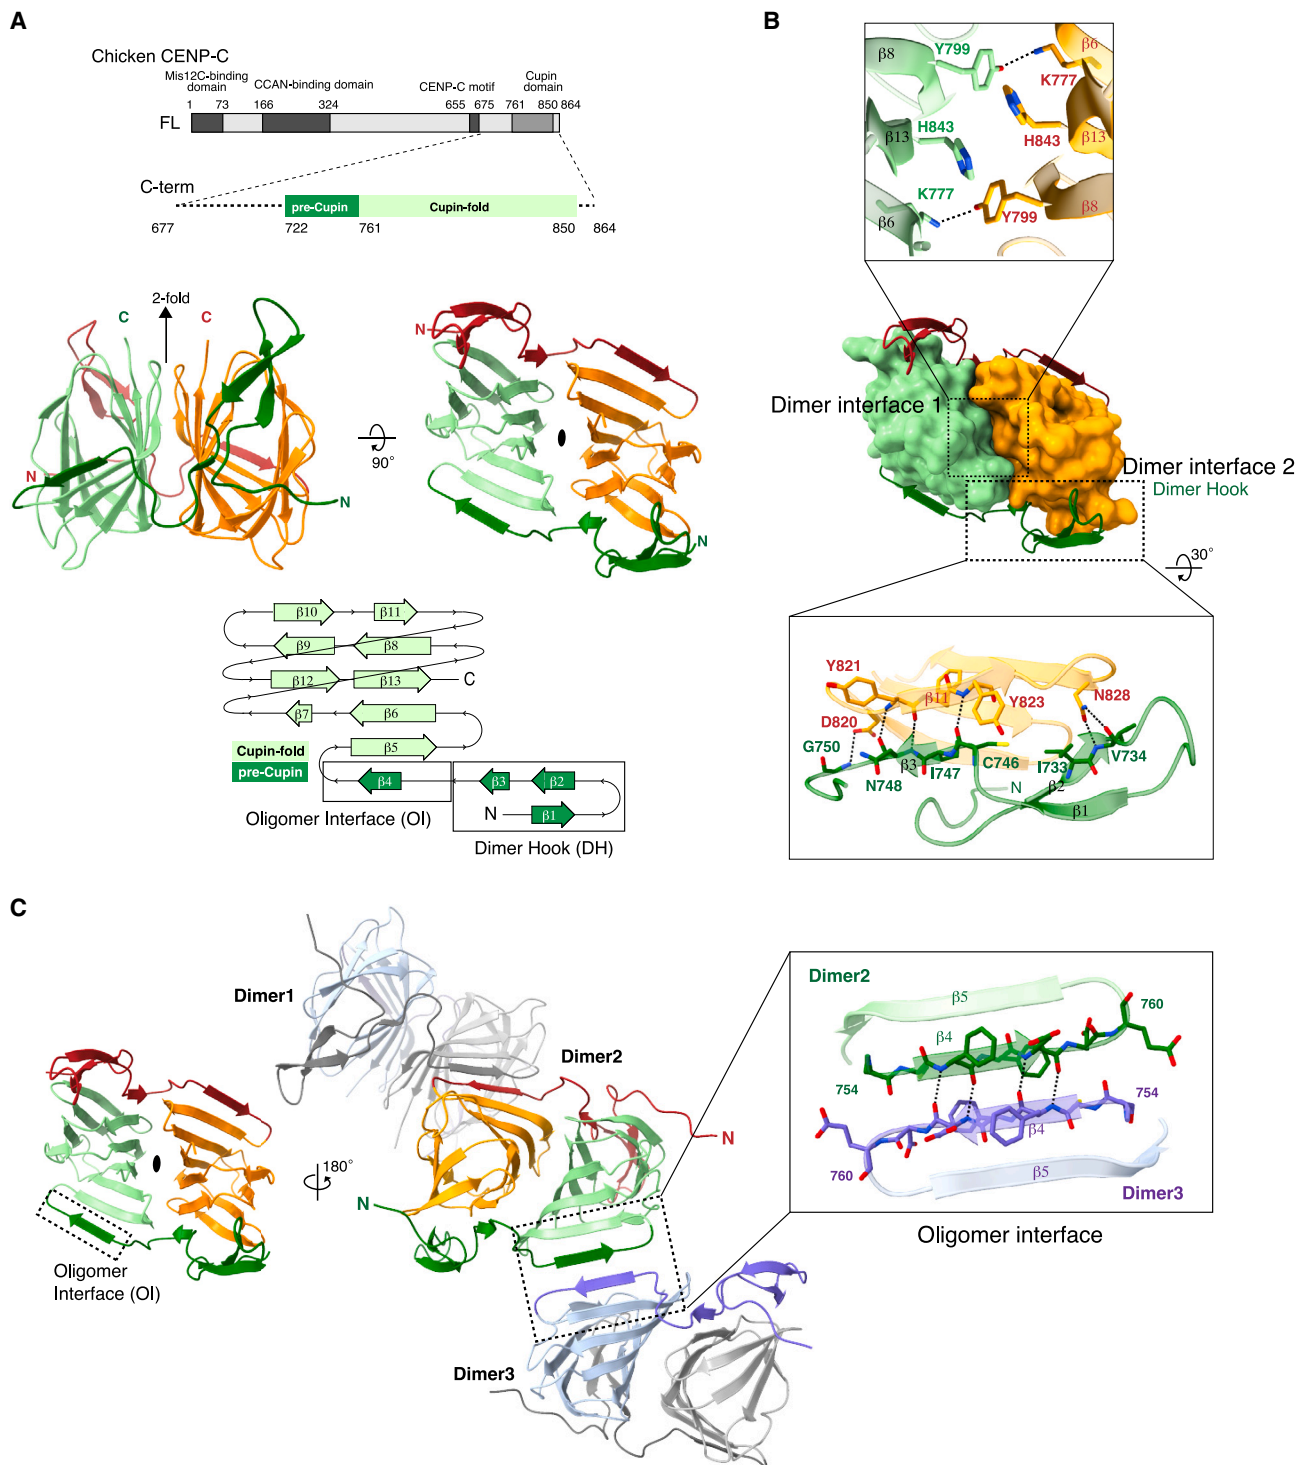 A
Chicken CENP-C
Mis12C-binding
domain
CCAN-binding domain
CENP-C motif
Cupin
domain
1 73 166 324 655 675 761 850 864
FL
C-term
pre-Cupin
Cupin-fold
677 722 761 850 864
2-fold
C
C
N
N
90°
N
N
β10
β11
β9
β8
β12
β13
C
β7
β6
β5
Cupin-fold
pre-Cupin
β4
β3
β2
N
β1
Oligomer Interface (OI)
Dimer Hook (DH)
B
β8
Y799
β6
K777
H843
β13
H843
β13
K777
β6
Y799
β8
Dimer interface 1
Dimer interface 2
Dimer Hook
30°
Y821
β11
Y823
N828
D820
G750
N748
β3
I747
C746
I733
V734
β2
N
β1
C
Dimer1
Dimer2
N
180°
N
Oligomer
Interface (OI)
Dimer3
Dimer2
β5
760
β4
754
754
β4
760
β5
Dimer3
Oligomer interface